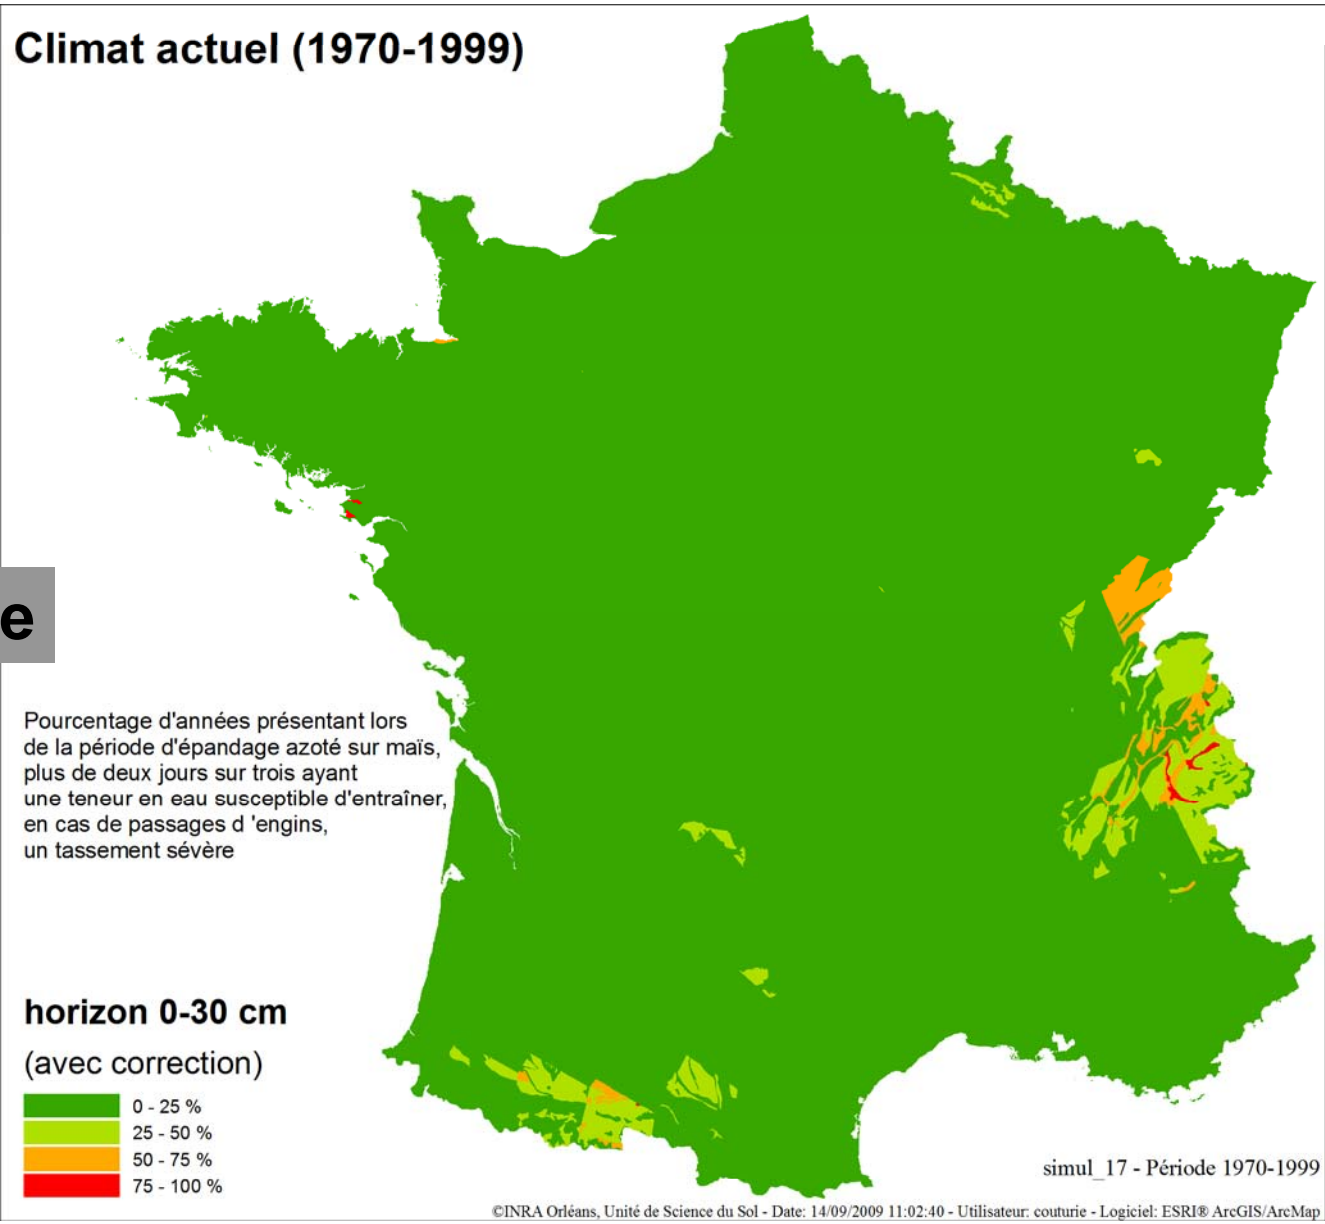 Climat actuel (1970-1999)
e
Pourcentage d'années présentant lors
de la période d'épandage azoté sur maïs,
plus de deux jours sur trois ayant
une teneur en eau susceptible d'entraîner,
en cas de passages d 'engins,
un tassement sévère
horizon 0-30 cm
(avec correction)
0 - 25 %
25 - 50 %
50 - 75 %
75 - 100 %
simul_17 - Période 1970-1999
©INRA Orléans, Unité de Science du Sol - Date: 14/09/2009 11:02:40 - Utilisateur: couturie - Logiciel: ESRI® ArcGIS/ArcMap